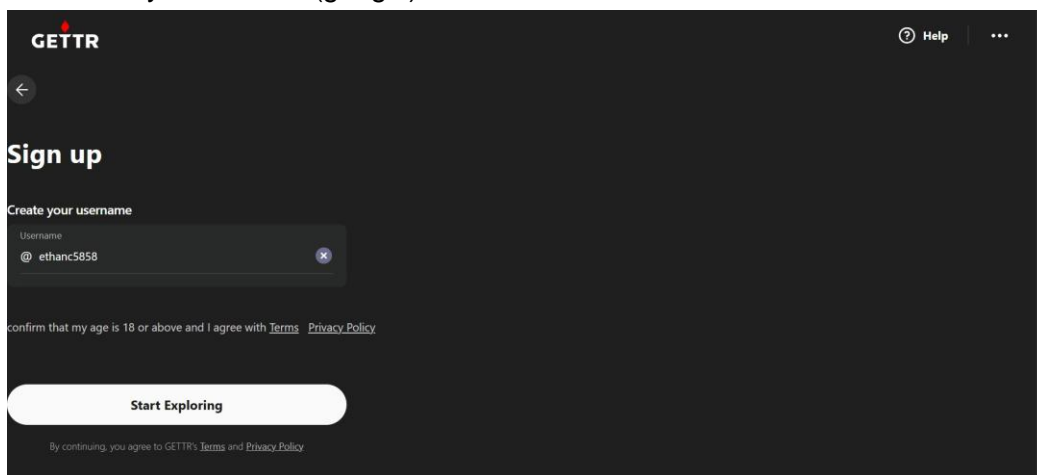 (google)
GETTR
Help
Sign up
Create your username
Username
@ ethanc5858
confirm that my age is 18 or above and I agree with Terms Privacy Policy
Start Exploring
By continuing, you agree to GETTR's Terms and Privacy Policy